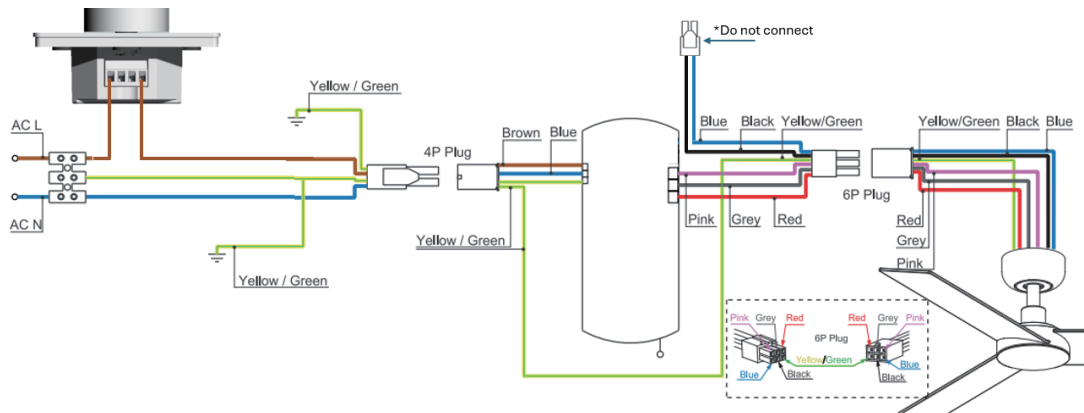 *Do not connect
Yellow / Green
AC L
4P Plug
Brown
Blue
Blue
Black
Yellow/Green
Yellow/Green
Black
Blue
AC N
Yellow / Green
Yellow / Green
Pink
Grey
Red
6P Plug
Red
Grey
Pink
Pink
Grey
Red
6P Plug
Red
Grey
Pink
Yellow/Green
Blue
Black
Blue
Black